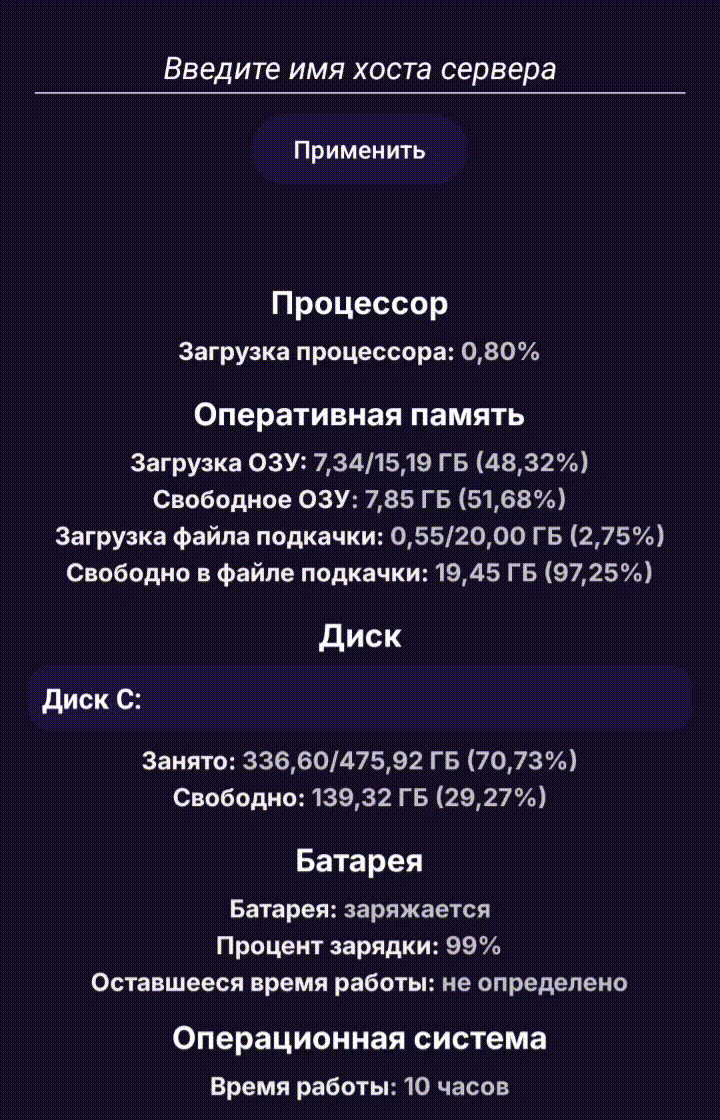 Введите имя хоста сервера
Применить
Процессор
Загрузка процессора: 0,80%
Оперативная память
Загрузка ОЗУ: 7,34/15,19 ГБ (48,32%)
Свободное ОЗУ: 7,85 ГБ (51,68%)
Загрузка файла подкачки: 0,55/20,00 ГБ (2,75%)
Свободно в файле подкачки: 19,45 ГБ (97,25%)
Диск
Диск C:
Занято: 336,60/475,92 ГБ (70,73%)
Свободно: 139,32 ГБ (29,27%)
Батарея
Батарея: заряжается
Процент зарядки: 99%
Оставшееся время работы: не определено
Операционная система
Время работы: 10 часов